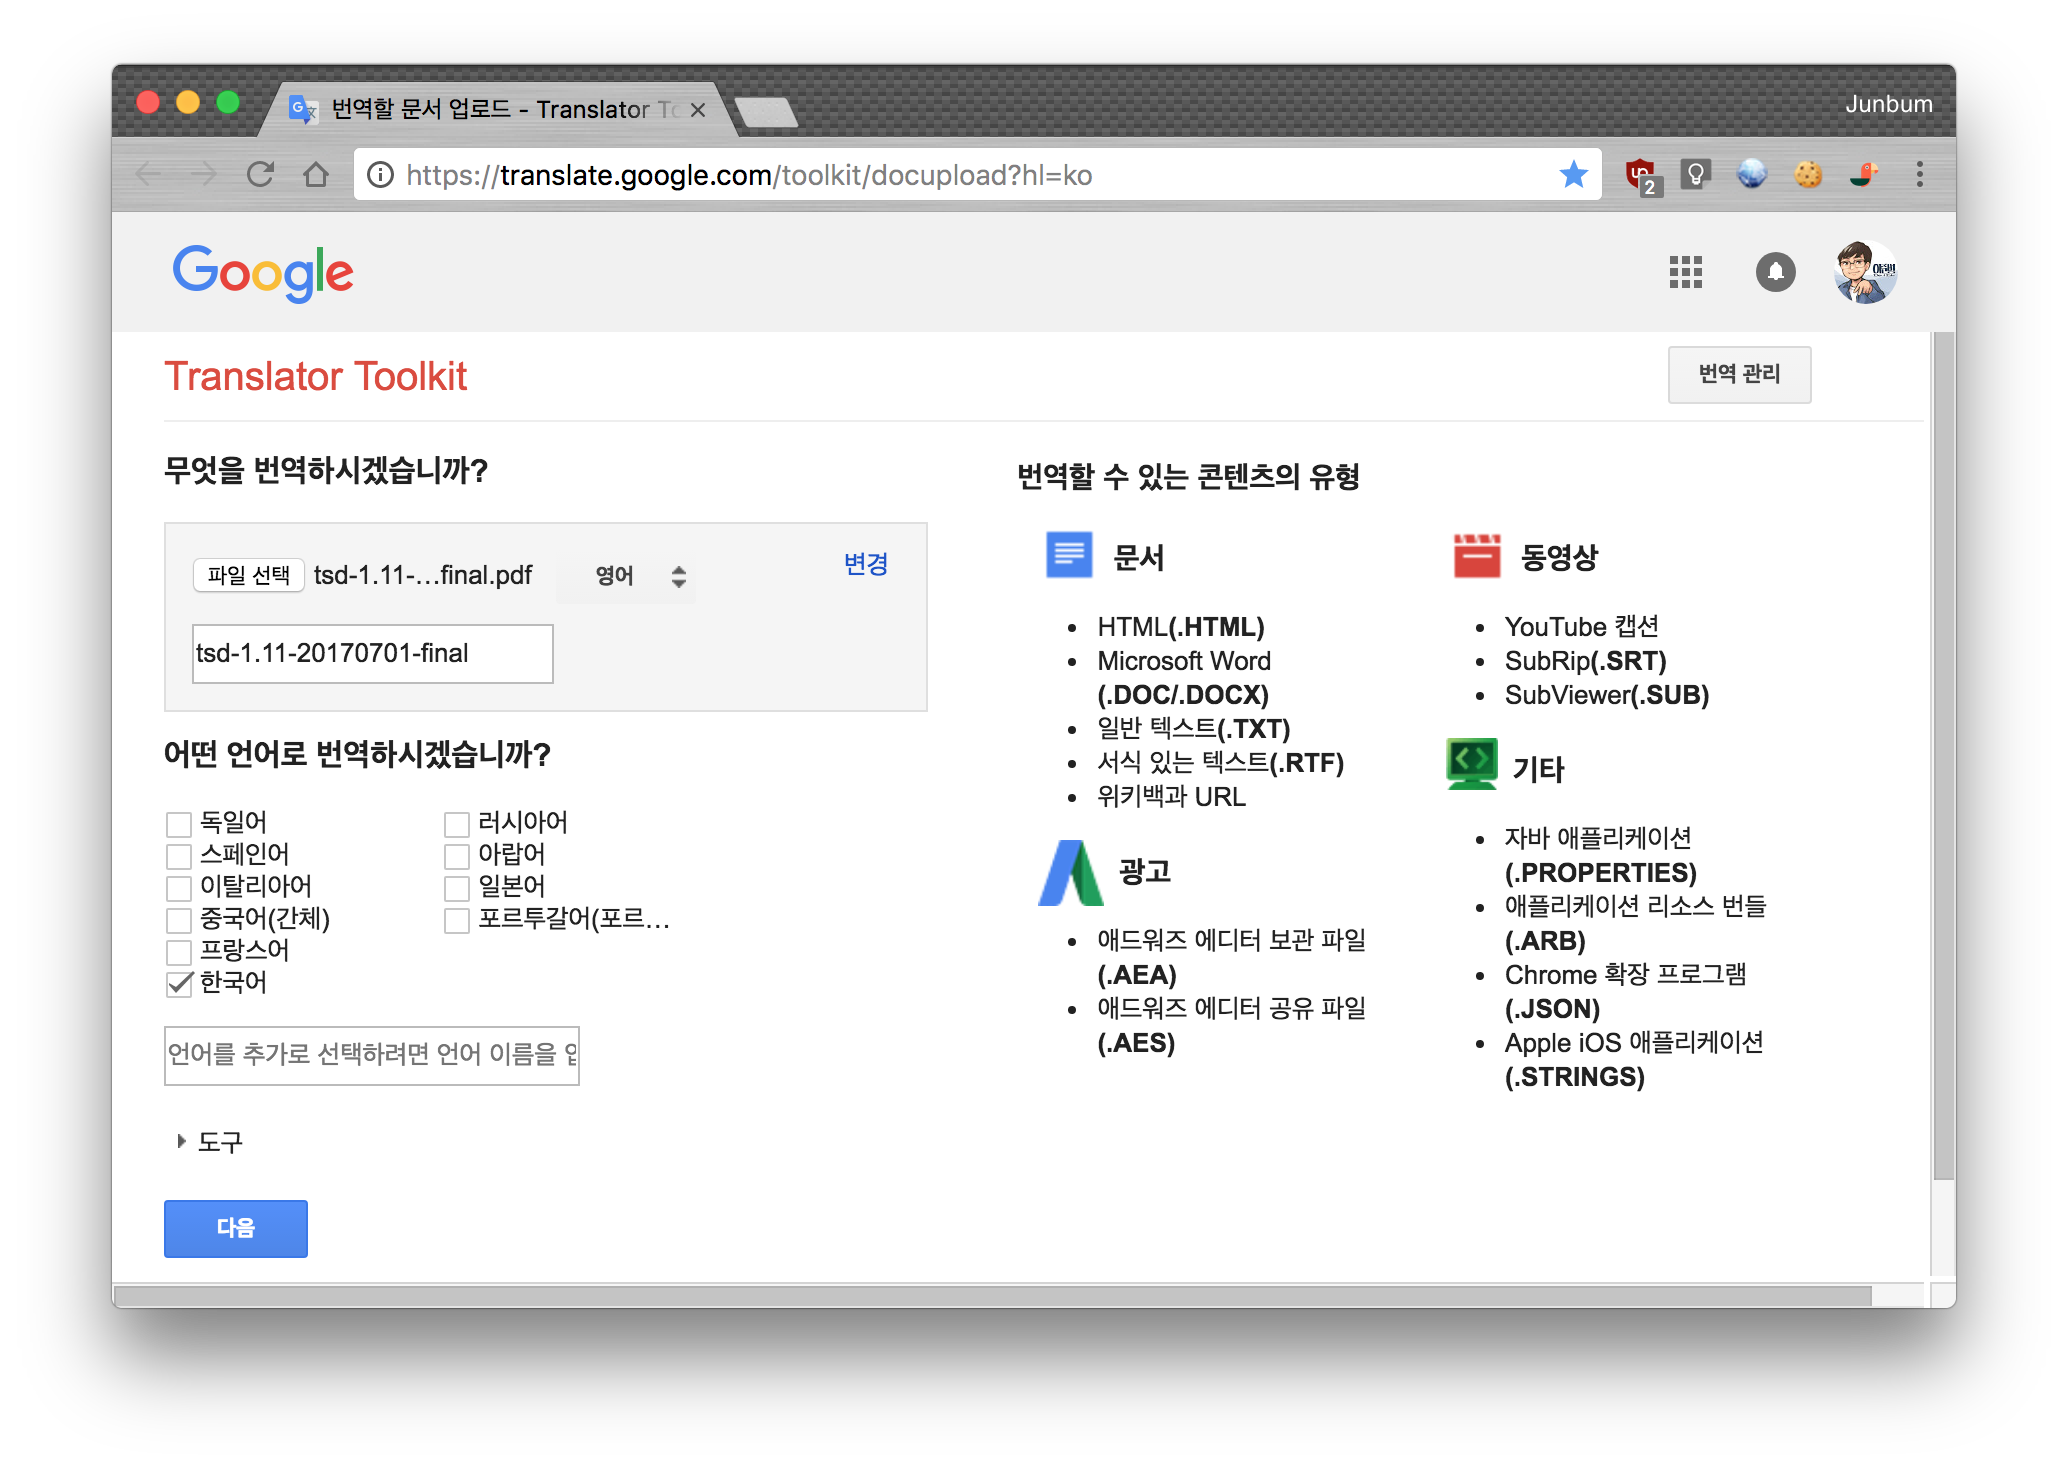 번역할 문서 업로드 - Translator To
Junbum
https://translate.google.com/toolkit/docupload?hl=ko
2
Google
Translator Toolkit
번역 관리
무엇을 번역하시겠습니까?
파일 선택 tsd-1.11-…final.pdf
영어
변경
tsd-1.11-20170701-final
어떤 언어로 번역하시겠습니까?
독일어
스페인어
이탈리아어
중국어(간체)
프랑스어
한국어
러시아어
아랍어
일본어
포르투갈어(포르…
언어를 추가로 선택하려면 언어 이름을
도구
다음
번역할 수 있는 콘텐츠의 유형
문서
HTML(.HTML)
Microsoft Word
(.DOC/.DOCX)
일반 텍스트(.TXT)
서식 있는 텍스트(.RTF)
위키백과 URL
광고
애드워즈 에디터 보관 파일
(.AEA)
애드워즈 에디터 공유 파일
(.AES)
동영상
YouTube 캡션
SubRip(.SRT)
SubViewer(.SUB)
기타
자바 애플리케이션
(.PROPERTIES)
애플리케이션 리소스 번들
(.ARB)
Chrome 확장 프로그램
(.JSON)
Apple iOS 애플리케이션
(.STRINGS)